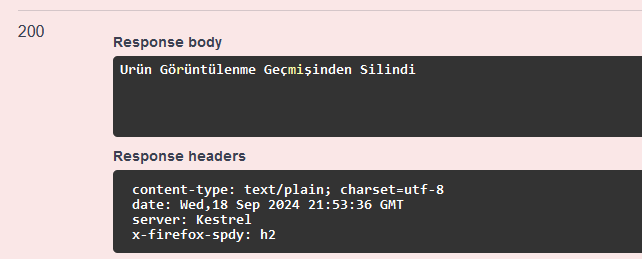 200
Response body
Urün Görüntülenme Geçmişinden Silindi
Response headers
content-type: text/plain; charset=utf-8
date: Wed,18 Sep 2024 21:53:36 GMT
server: Kestrel
x-firefox-spdy: h2